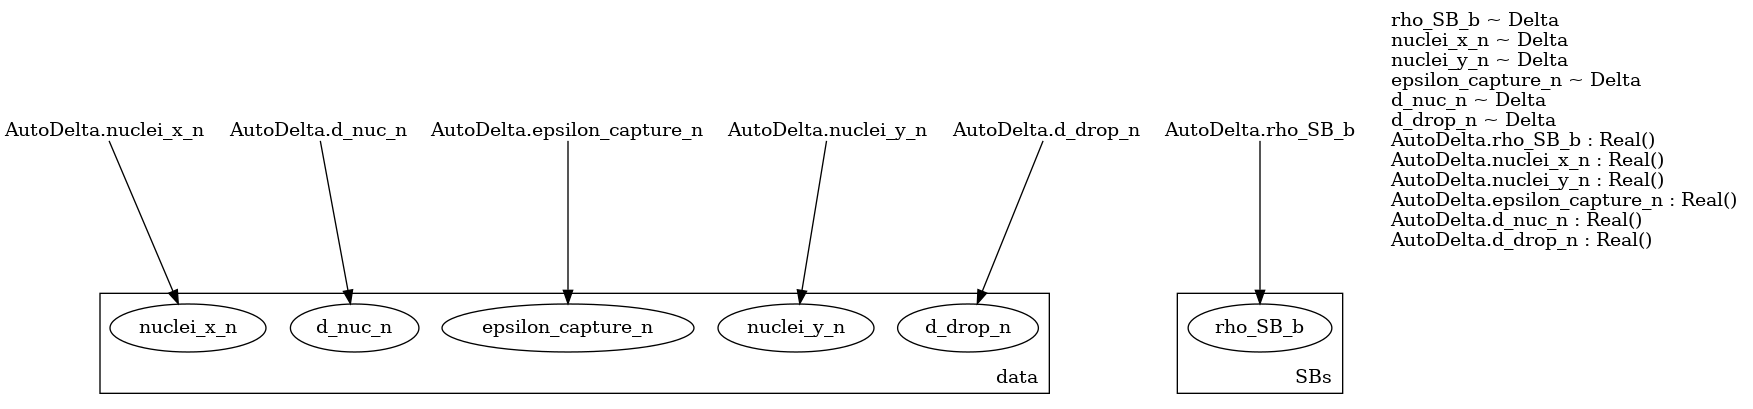 rho_SB_b ~ Delta
nuclei_x_n ~ Delta
nuclei_y_n ~ Delta
epsilon_capture_n ~ Delta
d_nuc_n ~ Delta
d_drop_n ~ Delta
AutoDelta.rho_SB_b : Real()
AutoDelta.nuclei_x_n : Real()
AutoDelta.nuclei_y_n : Real()
AutoDelta.epsilon_capture_n : Real()
AutoDelta.d_nuc_n : Real()
AutoDelta.d_drop_n : Real()
AutoDelta.nuclei_x_n
AutoDelta.d_nuc_n
AutoDelta.epsilon_capture_n
AutoDelta.nuclei_y_n
AutoDelta.d_drop_n
AutoDelta.rho_SB_b
nuclei_x_n
d_nuc_n
epsilon_capture_n
nuclei_y_n
d_drop_n
rho_SB_b
data
SBs